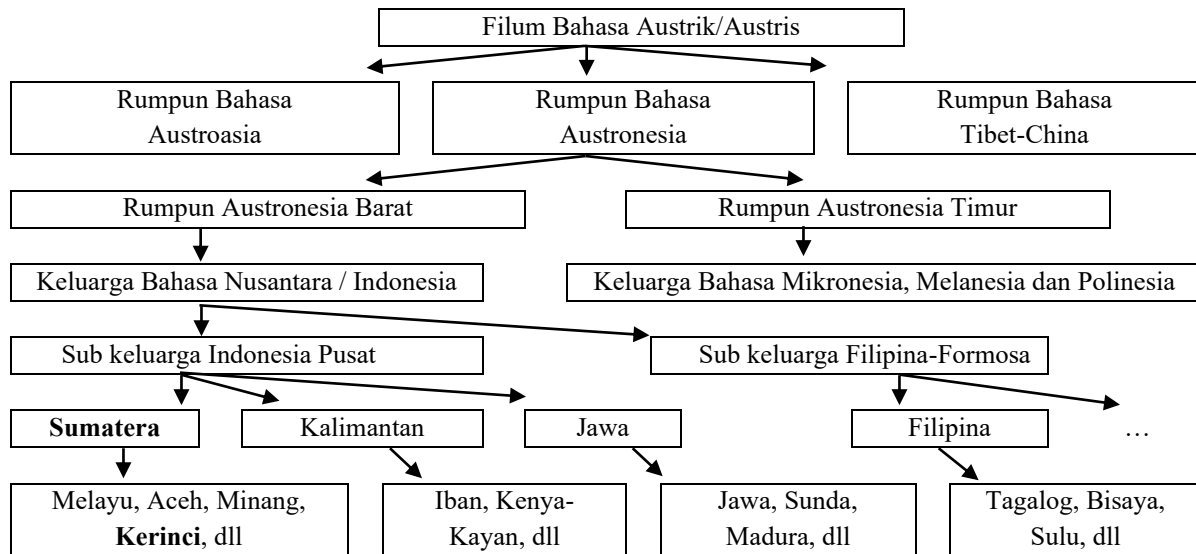 Filum Bahasa Austrik/Austris
Rumpun Bahasa
Austroasia
Rumpun Bahasa
Austronesia
Rumpun Bahasa
Tibet-China
Rumpun Austronesia Barat
Rumpun Austronesia Timur
Keluarga Bahasa Nusantara / Indonesia
Keluarga Bahasa Mikronesia, Melanesia dan Polinesia
Sub keluarga Indonesia Pusat
Sub keluarga Filipina-Formosa
Sumatera
Kalimantan
Jawa
Filipina
…
Melayu, Aceh, Minang,
Kerinci, dll
Iban, Kenya-
Kayan, dll
Jawa, Sunda,
Madura, dll
Tagalog, Bisaya,
Sulu, dll